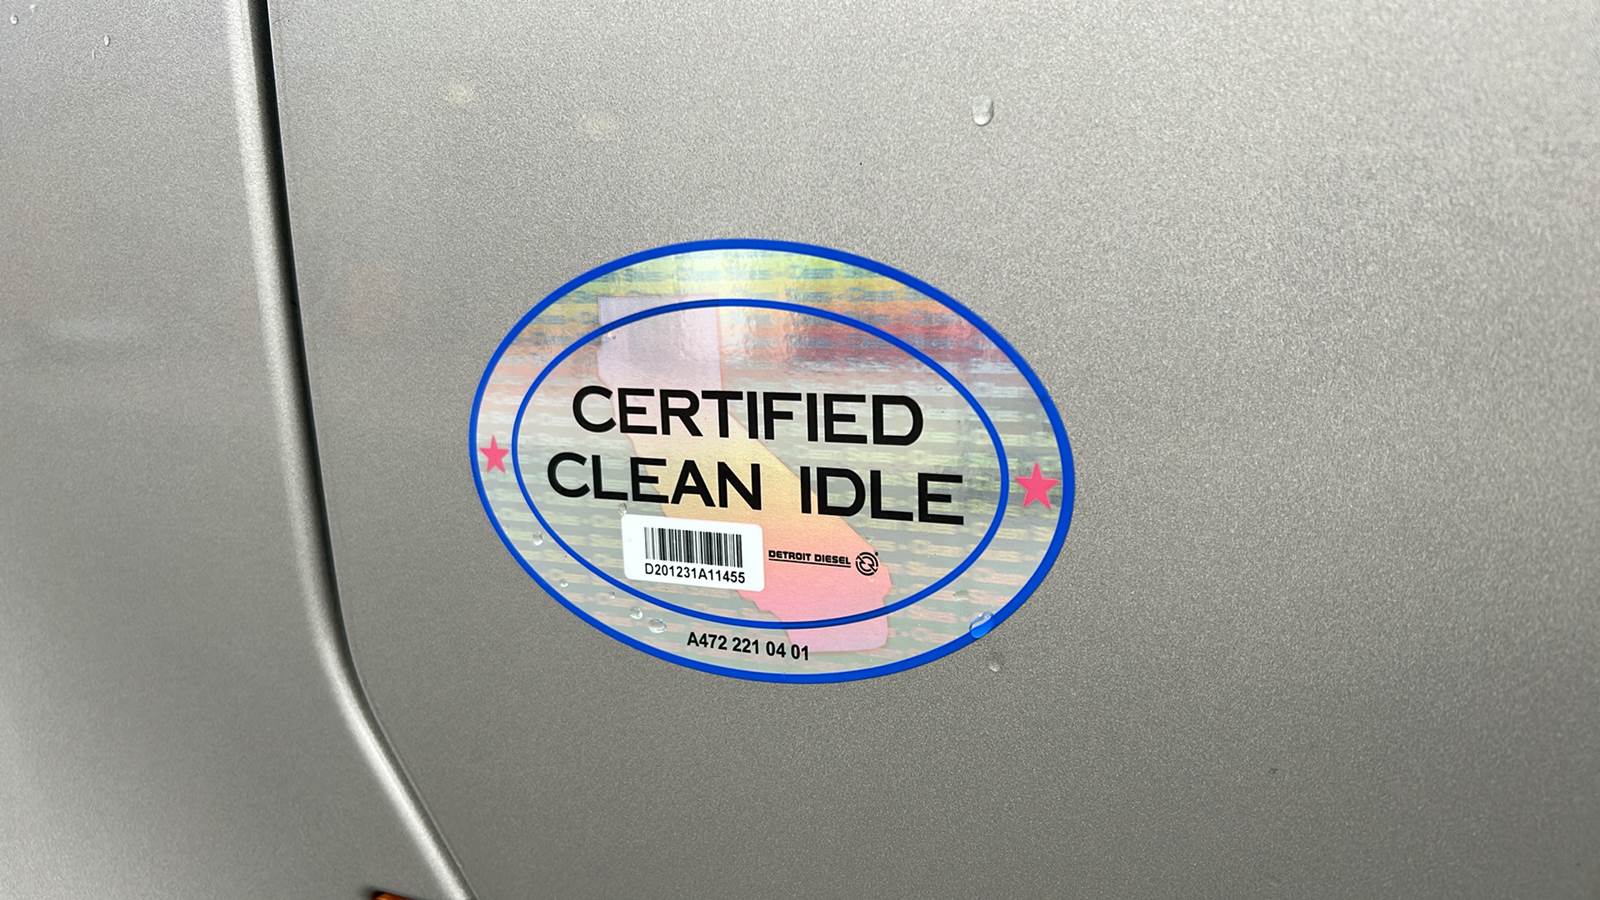 CERTIFIED
CLEAN IDLE
DETROIT DIESEL
D201231A11455
A472 221 04 01